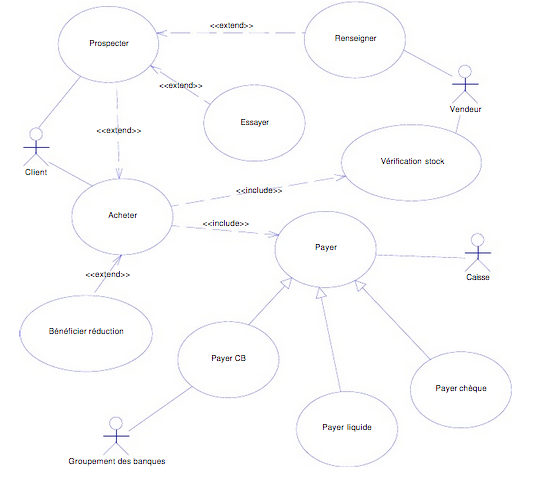 <<extend>>
Prospecter
Renseigner
<<extend>>
Vendeur
Essayer
<<extend>>
Client
Vérification stock
<<include>>
Acheter
<<include>>
Payer
<<extend>>
Caisse
Bénéficier réduction
Payer CB
Payer chèque
Payer liquide
Groupement des banques